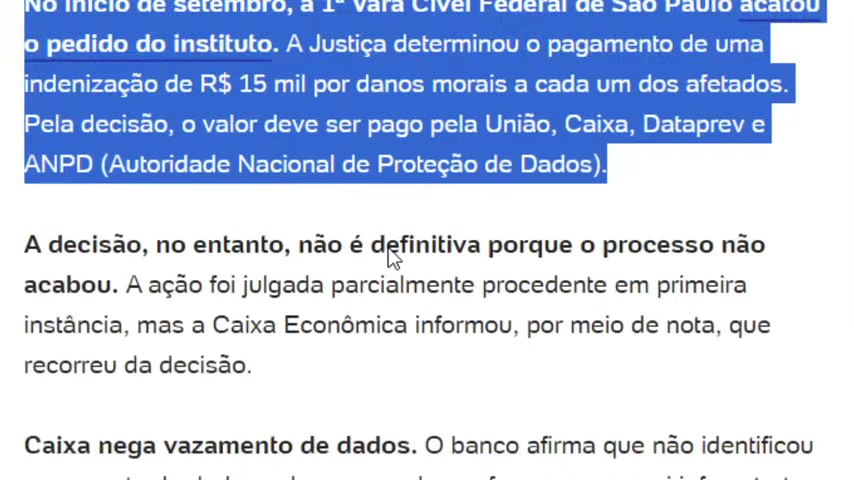 No início de setembro, a 1ª Vara Cível Federal de São Paulo acatou
o pedido do instituto. A Justiça determinou o pagamento de uma
indenização de R$ 15 mil por danos morais a cada um dos afetados.
Pela decisão, o valor deve ser pago pela União, Caixa, Dataprev e
ANPD (Autoridade Nacional de Proteção de Dados).
A decisão, no entanto, não é definitiva porque o processo não
acabou. A ação foi julgada parcialmente procedente em primeira
instância, mas a Caixa Econômica informou, por meio de nota, que
recorreu da decisão.
Caixa nega vazamento de dados. O banco afirma que não identificou